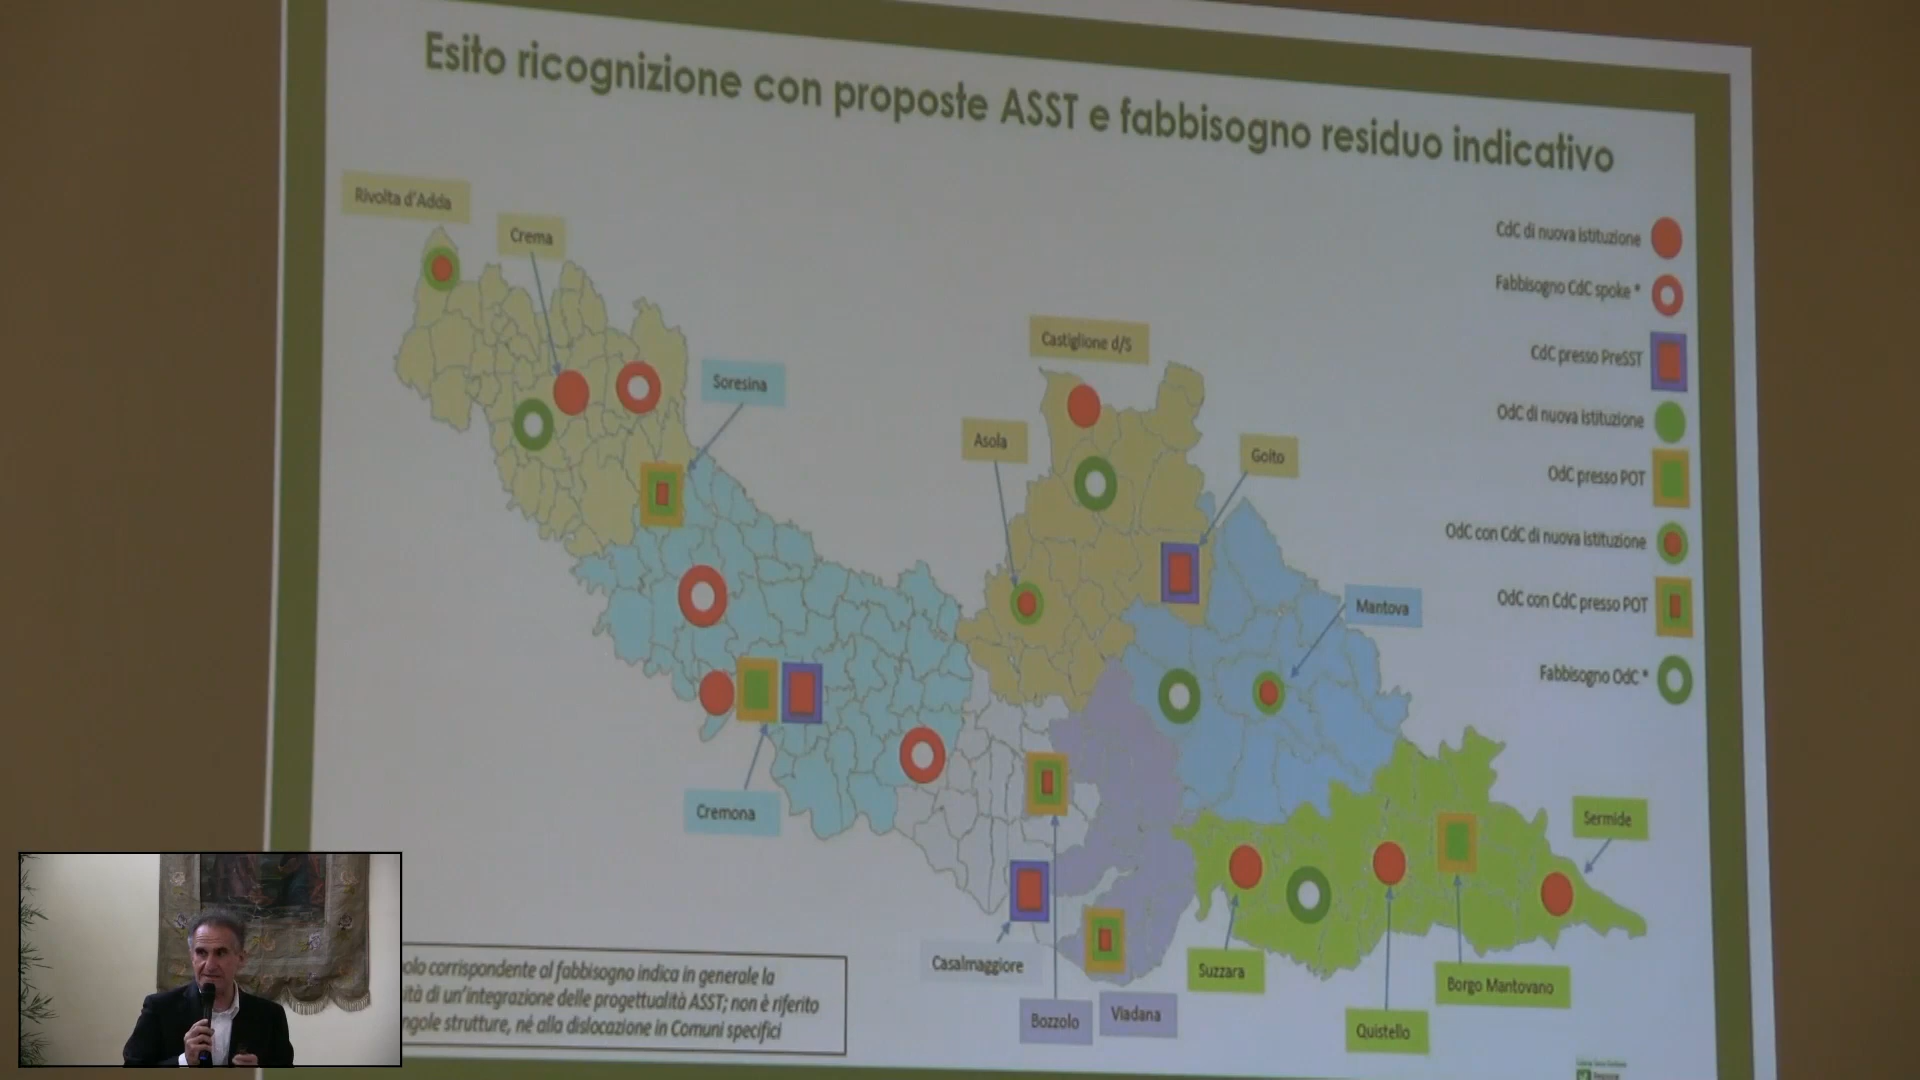 Esito ricognizione con proposte ASST e fabbisogno residuo indicativo
Rivolta d'Adda
Crema
Soresina
Castiglione d/S
Asola
Goito
Mantova
Cremona
Casalmaggiore
Bozzolo
Viadana
Suzzara
Quistello
Borgo Mantovano
Sermide
CdC di nuova istituzione
Fabbisogno CdC spoke *
CdC presso PreSST
OdC di nuova istituzione
OdC presso POT
OdC con CdC di nuova istituzione
OdC con CdC presso POT
Fabbisogno OdC *
corrispondente al fabbisogno indica in generale la
di un'integrazione delle progettualità ASST; non è riferito
strutture, né alla dislocazione in Comuni specifici